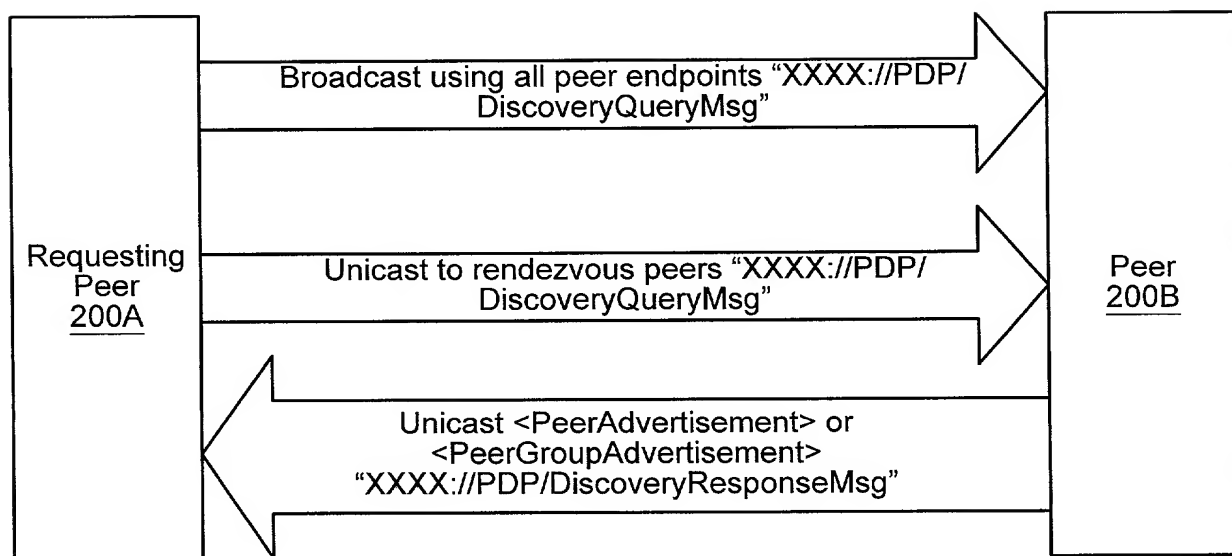 Broadcast using all peer endpoints “XXXX://PDP/
DiscoveryQueryMsg”
Requesting
Peer
200A
Unicast to rendezvous peers “XXXX://PDP/
DiscoveryQueryMsg”
Peer
200B
Unicast <PeerAdvertisement> or
<PeerGroupAdvertisement>
“XXXX://PDP/DiscoveryResponseMsg”